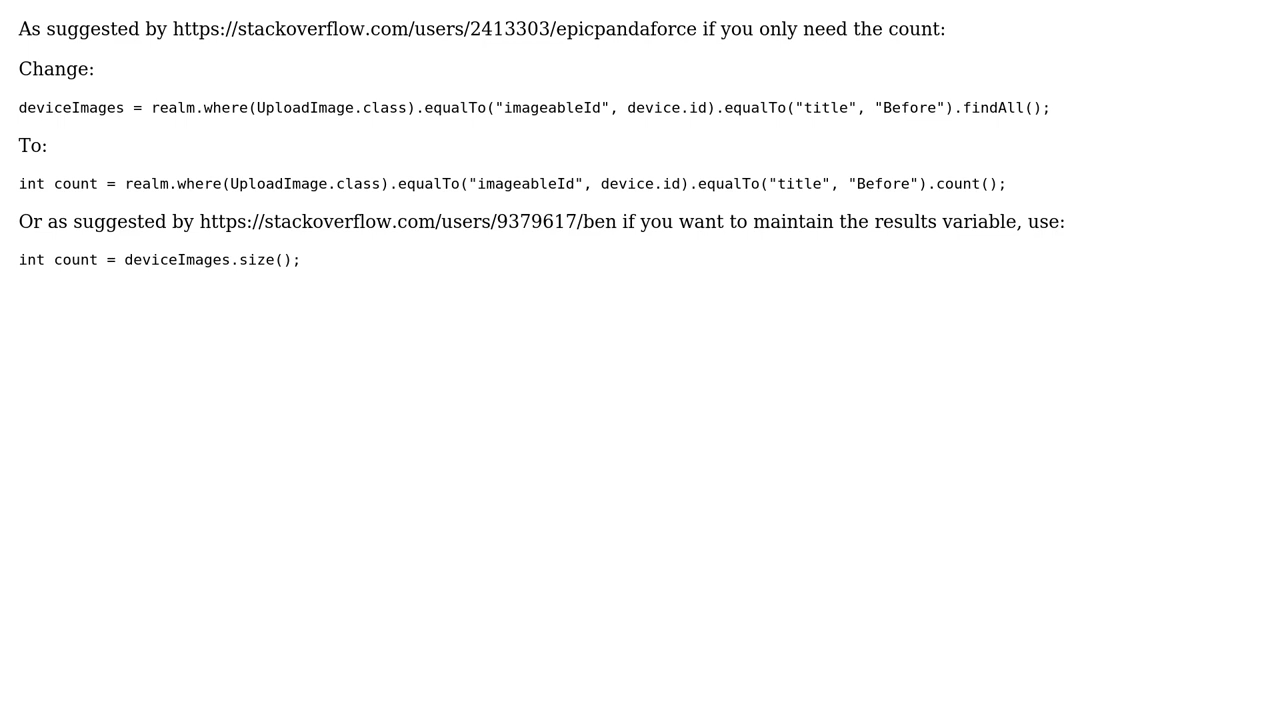 As suggested by https://stackoverflow.com/users/2413303/epicpandaforce if you only need the count:
Change:
deviceImages = realm.where(UploadImage.class).equalTo("imageableId", device.id).equalTo("title", "Before").findAll();
To:
int count = realm.where(UploadImage.class).equalTo("imageableId", device.id).equalTo("title", "Before").count();
Or as suggested by https://stackoverflow.com/users/9379617/ben if you want to maintain the results variable, use:
int count = deviceImages.size();